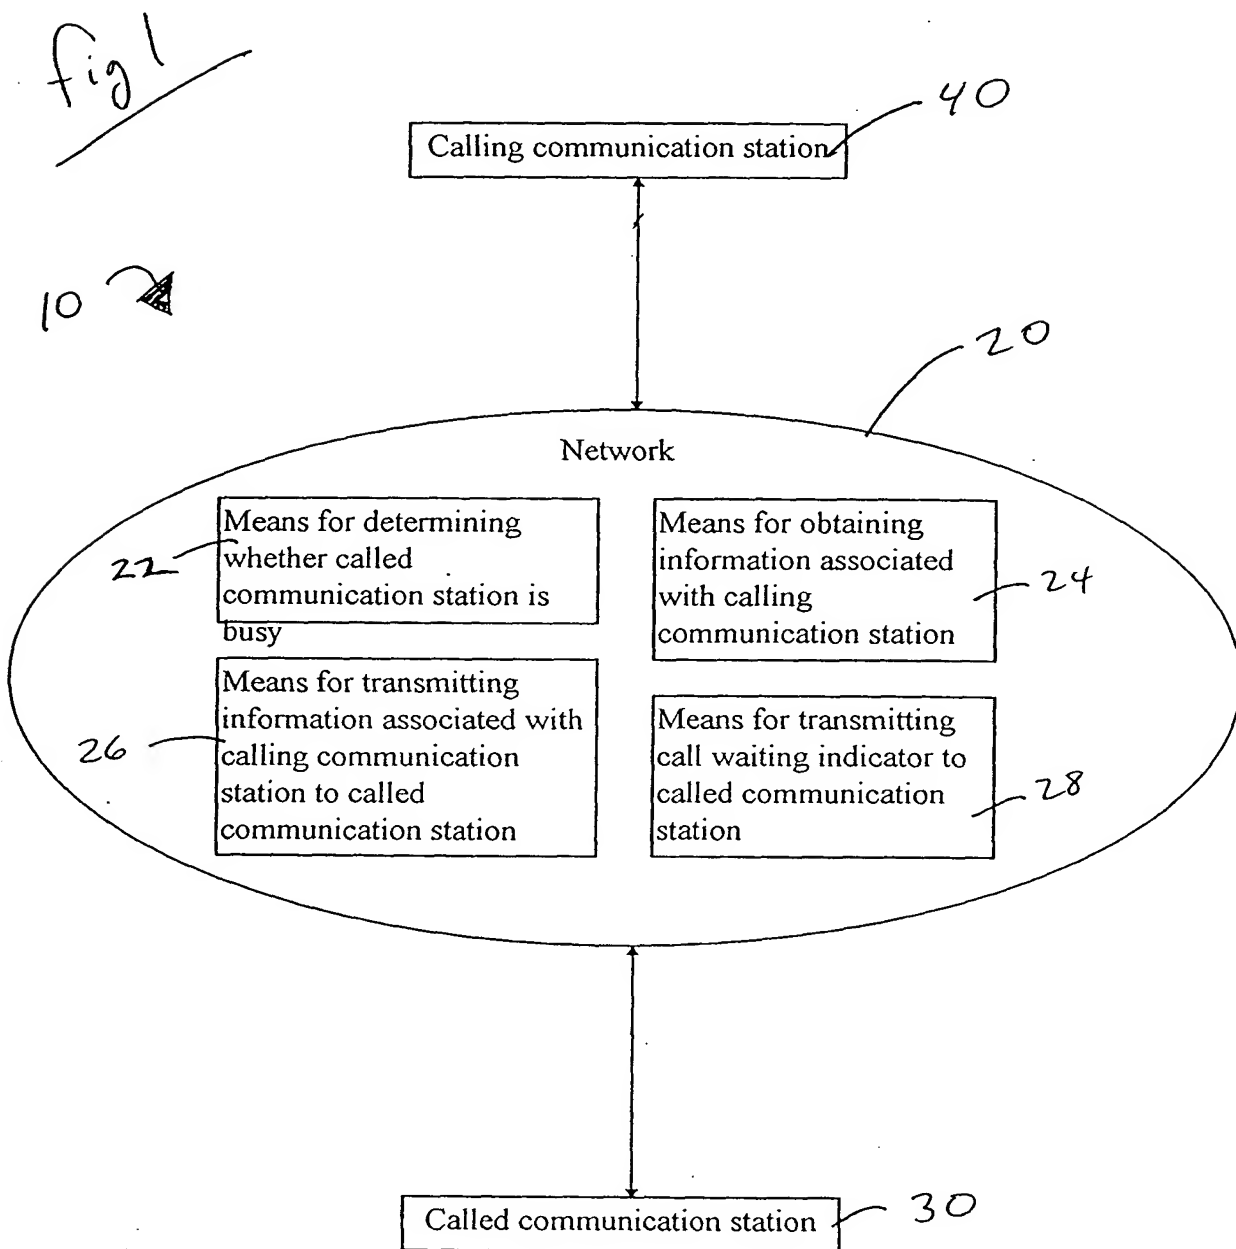 fig 1
40
Calling communication station
10
20
Network
Means for determining
whether called
communication station is
busy
22
Means for obtaining
information associated
with calling
communication station
24
Means for transmitting
information associated with
calling communication
station to called
communication station
26
Means for transmitting
call waiting indicator to
called communication
station
28
Called communication station
30